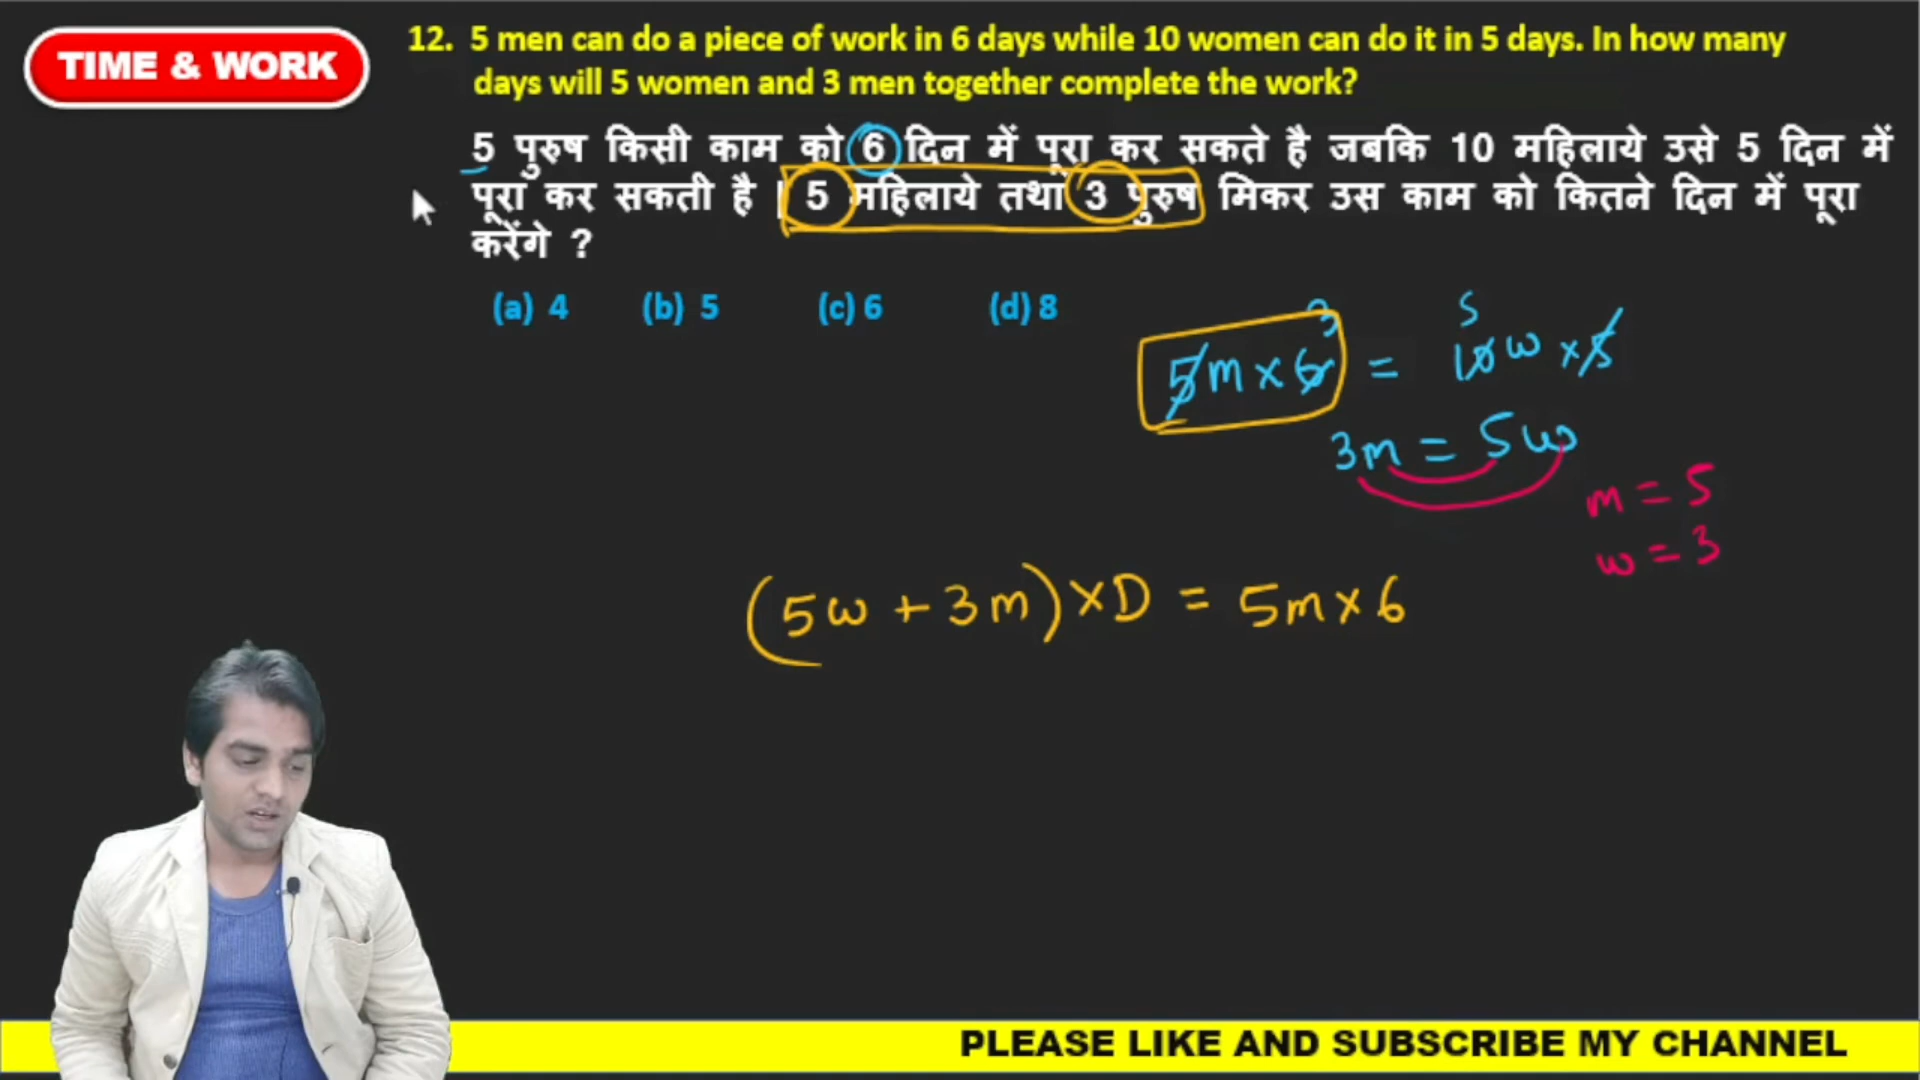 TIME & WORK
12. 5 men can do a piece of work in 6 days while 10 women can do it in 5 days. In how many
days will 5 women and 3 men together complete the work?
5 पुरुष किसी काम को 6 दिन में पूरा कर सकते है जबकि 10 महिलाये उसे 5 दिन में
पूरा कर सकती है | 5 महिलाये तथा 3 पुरुष मिकर उस काम को कितने दिन में पूरा
करेंगे ?
(a) 4 (b) 5 (c) 6 (d) 8
3 5
5m × 6 = 10w × 5
3m = 5w
m = 5
w = 3
(5w + 3m) × D = 5m × 6
PLEASE LIKE AND SUBSCRIBE MY CHANNEL